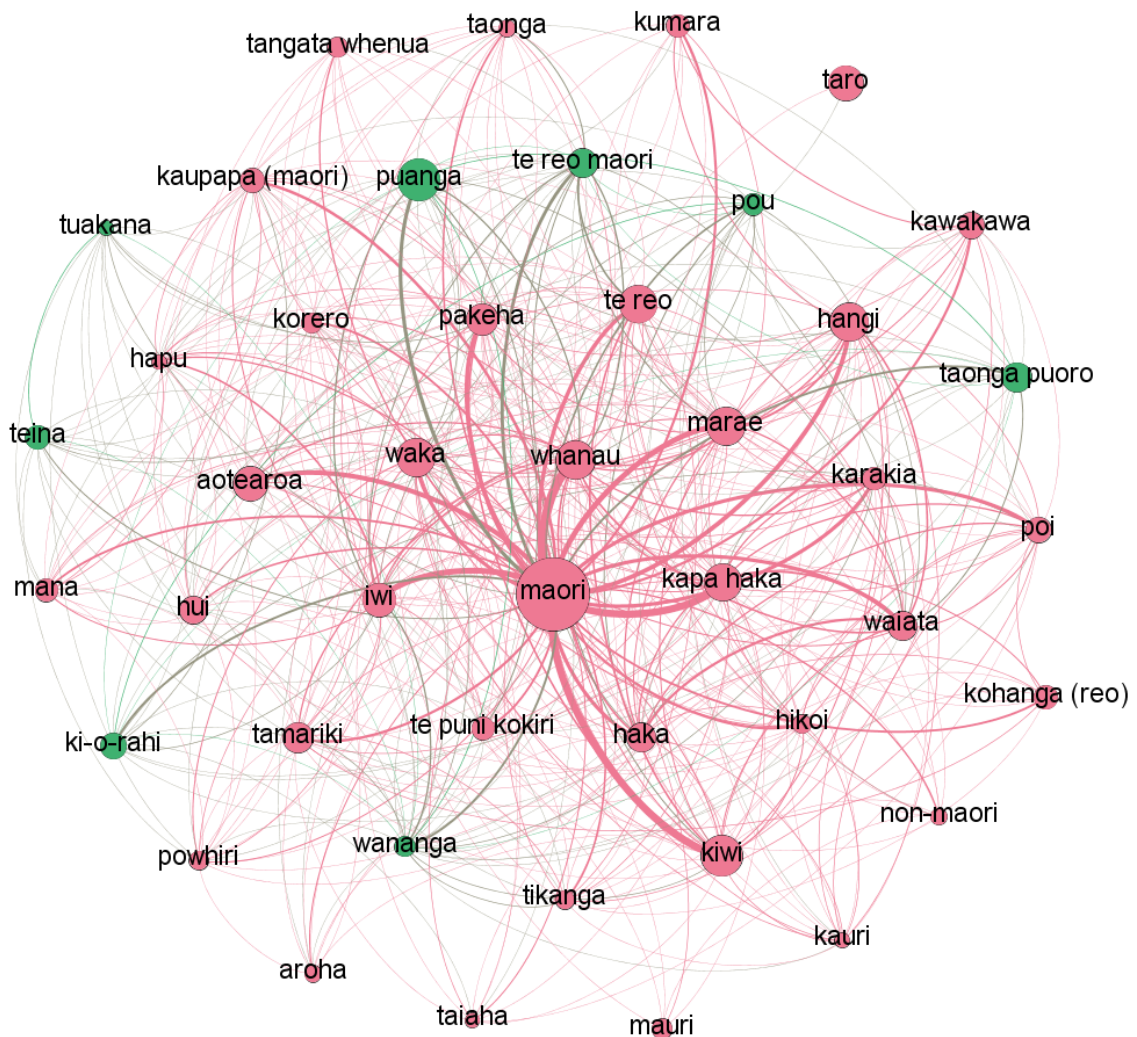 taonga
kumara
tangata whenua
taro
te reo maori
kaupapa (maori)
puanga
pou
tuakana
kawakawa
te reo
korero
pakeha
hangi
hapu
taonga puoro
marae
teina
waka
whanau
aotearoa
karakia
poi
mana
hui
iwi
maori
kapa haka
waiata
kohanga (reo)
ki-o-rahi
tamariki
te puni kokiri
haka
hikoi
non-maori
powhiri
wananga
kiwi
tikanga
kauri
aroha
taiaha
mauri